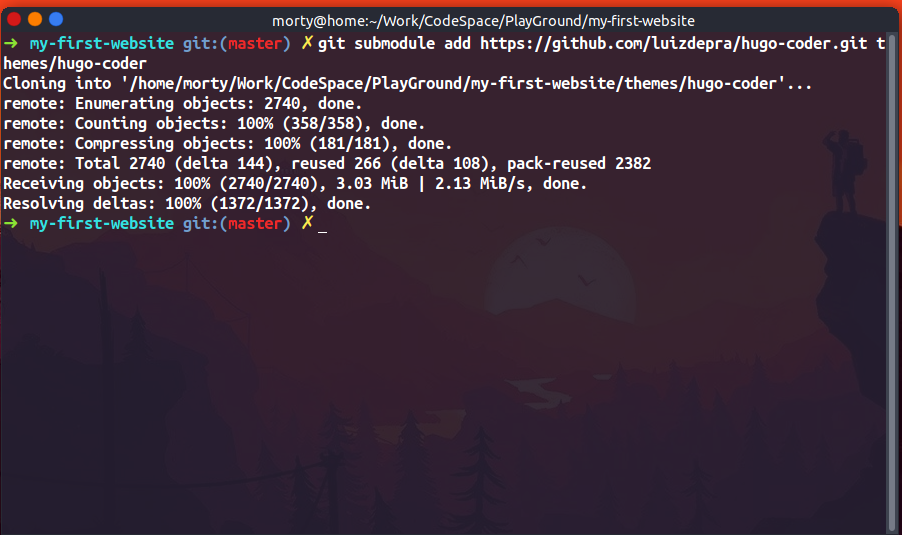 morty@home:~/Work/CodeSpace/PlayGround/my-first-website
➜ my-first-website git:(master) ✗ git submodule add https://github.com/luizdepra/hugo-coder.git t
hemes/hugo-coder
Cloning into '/home/morty/Work/CodeSpace/PlayGround/my-first-website/themes/hugo-coder'...
remote: Enumerating objects: 2740, done.
remote: Counting objects: 100% (358/358), done.
remote: Compressing objects: 100% (181/181), done.
remote: Total 2740 (delta 144), reused 266 (delta 108), pack-reused 2382
Receiving objects: 100% (2740/2740), 3.03 MiB | 2.13 MiB/s, done.
Resolving deltas: 100% (1372/1372), done.
➜ my-first-website git:(master) ✗ _